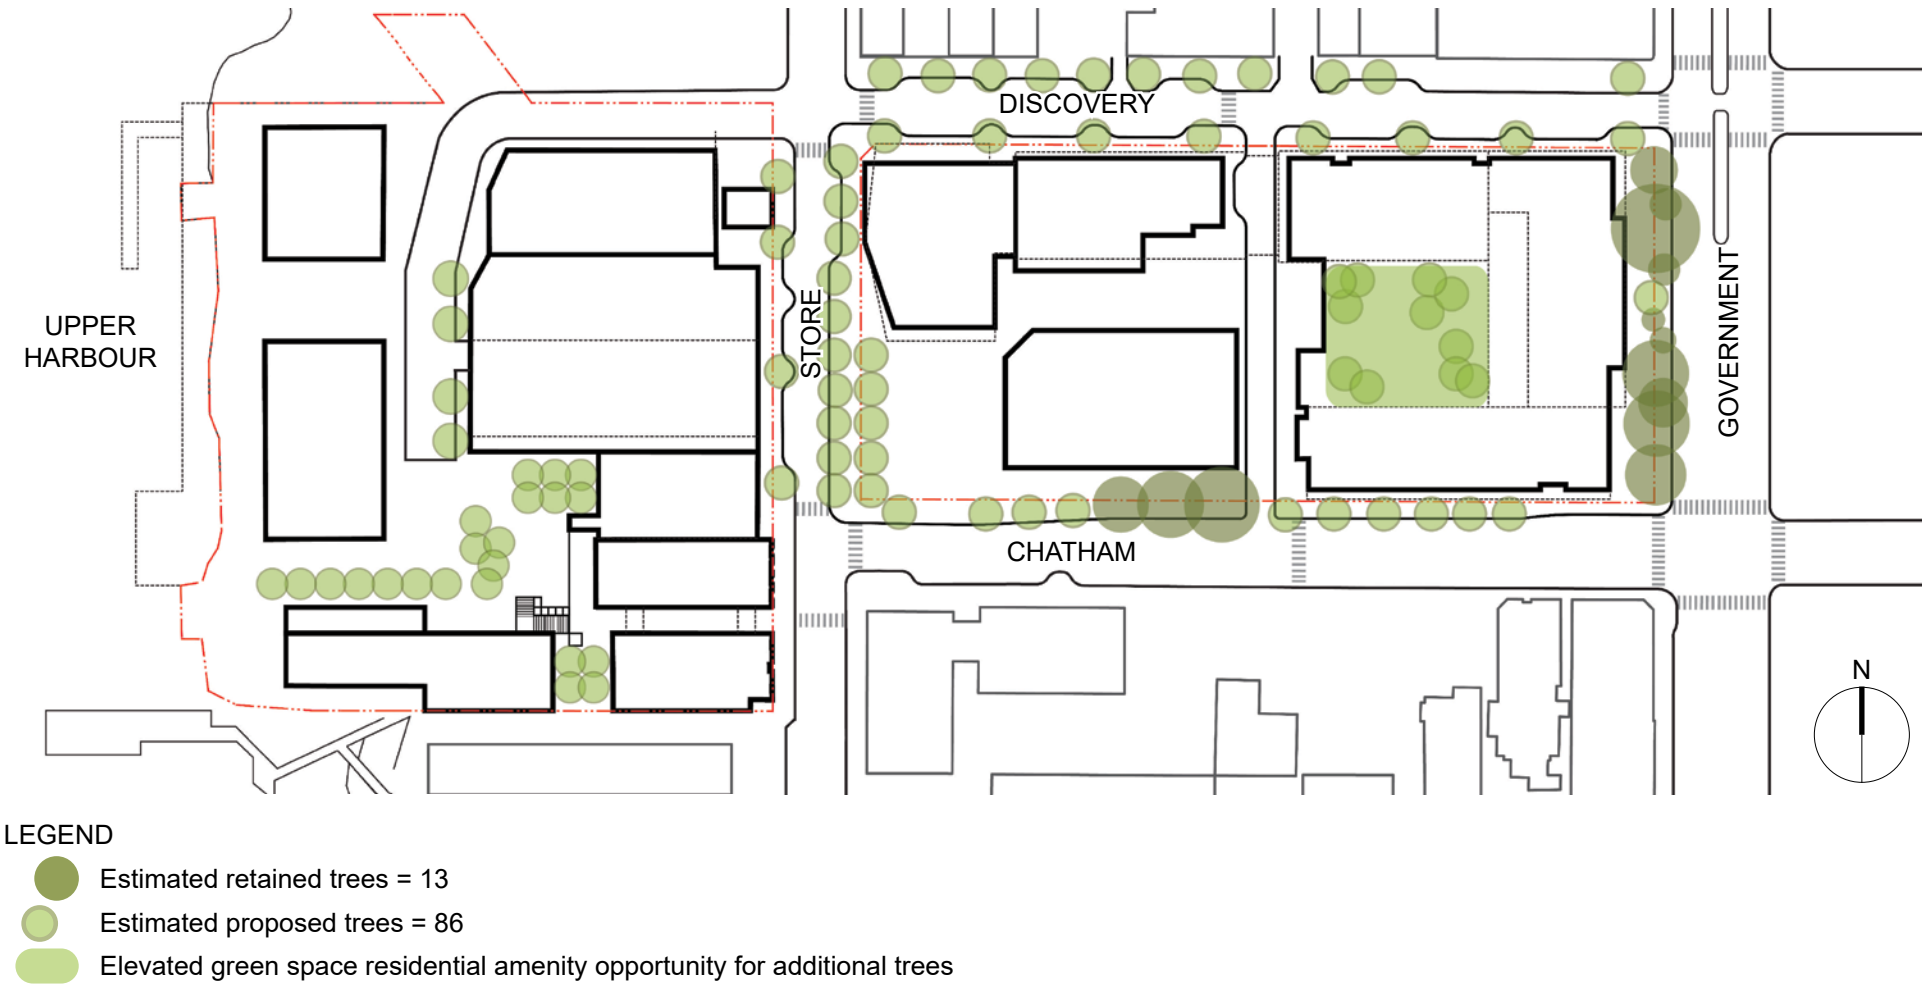 DISCOVERY
UPPER
HARBOUR
STORE
GOVERNMENT
CHATHAM
N
LEGEND
Estimated retained trees = 13
Estimated proposed trees = 86
Elevated green space residential amenity opportunity for additional trees